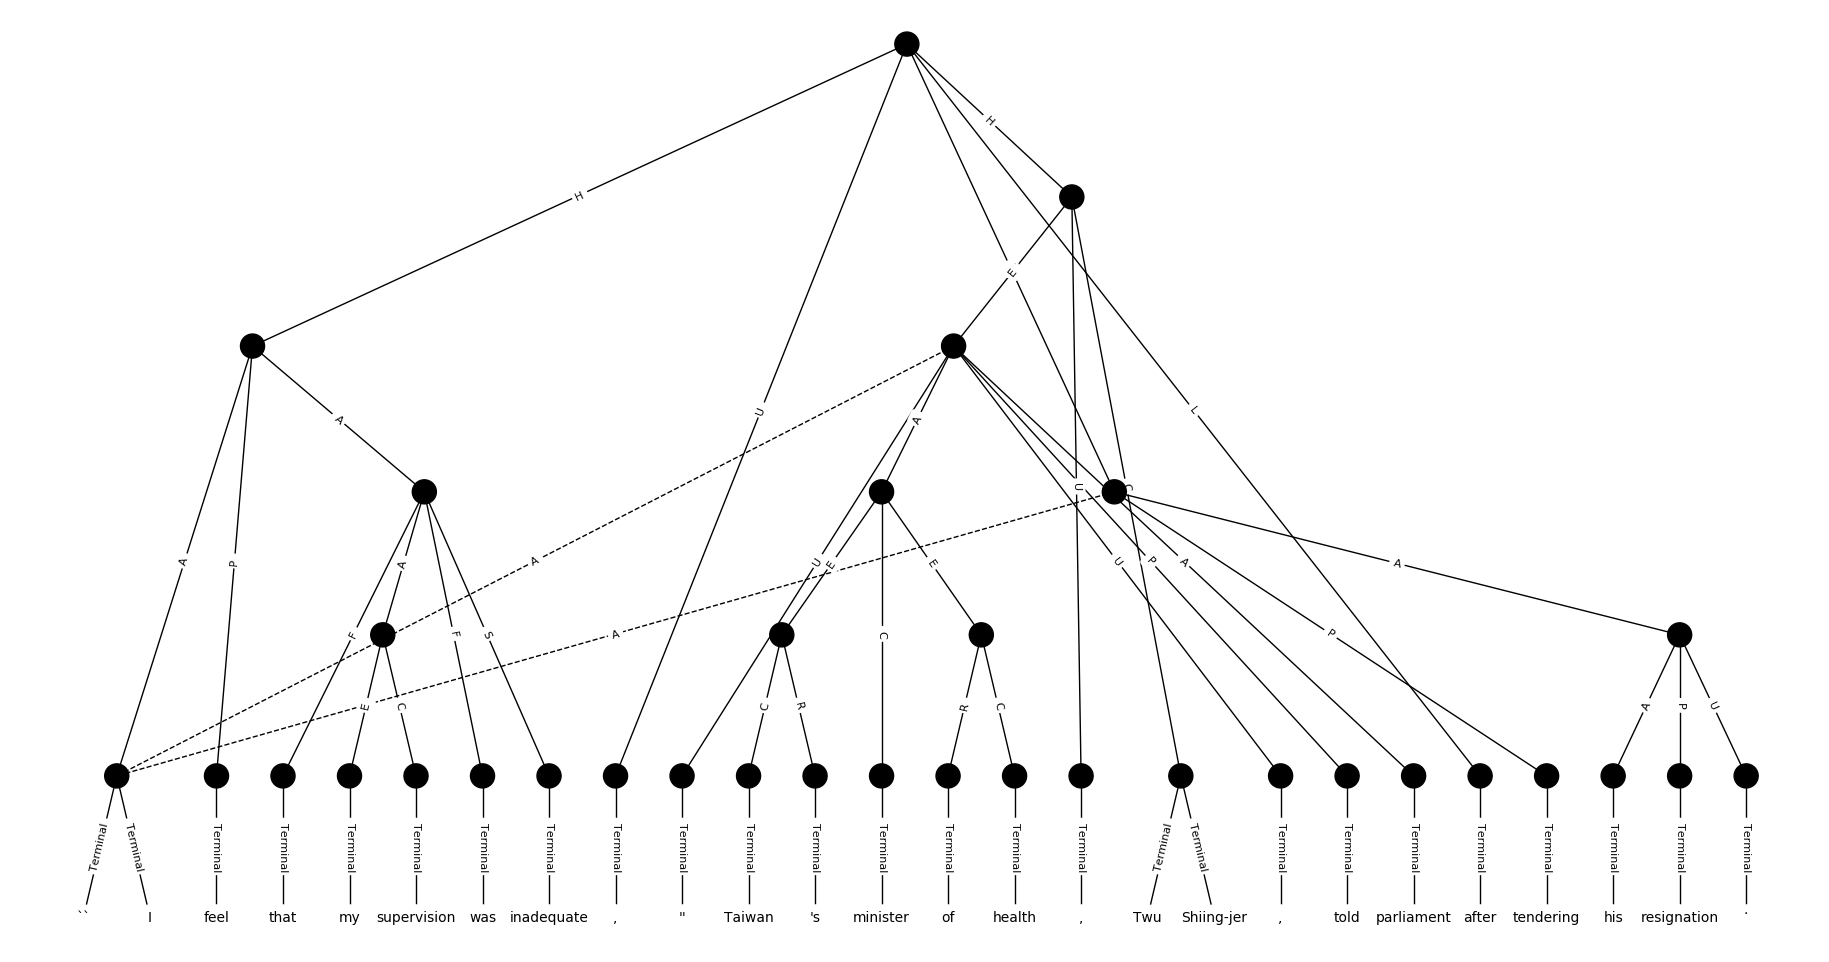 H
H
E
U
L
A
A
U
C
A
P
A
U
E
E
U
P
A
A
F
A
F
S
A
C
P
E
C
C
R
R
C
A
P
U
Terminal Terminal Terminal Terminal Terminal Terminal Terminal Terminal Terminal Terminal Terminal Terminal Terminal Terminal Terminal Terminal Terminal Terminal Terminal Terminal Terminal Terminal Terminal Terminal Terminal Terminal
`` I feel that my supervision was inadequate , " Taiwan 's minister of health , Twu Shiing-jer , told parliament after tendering his resignation .